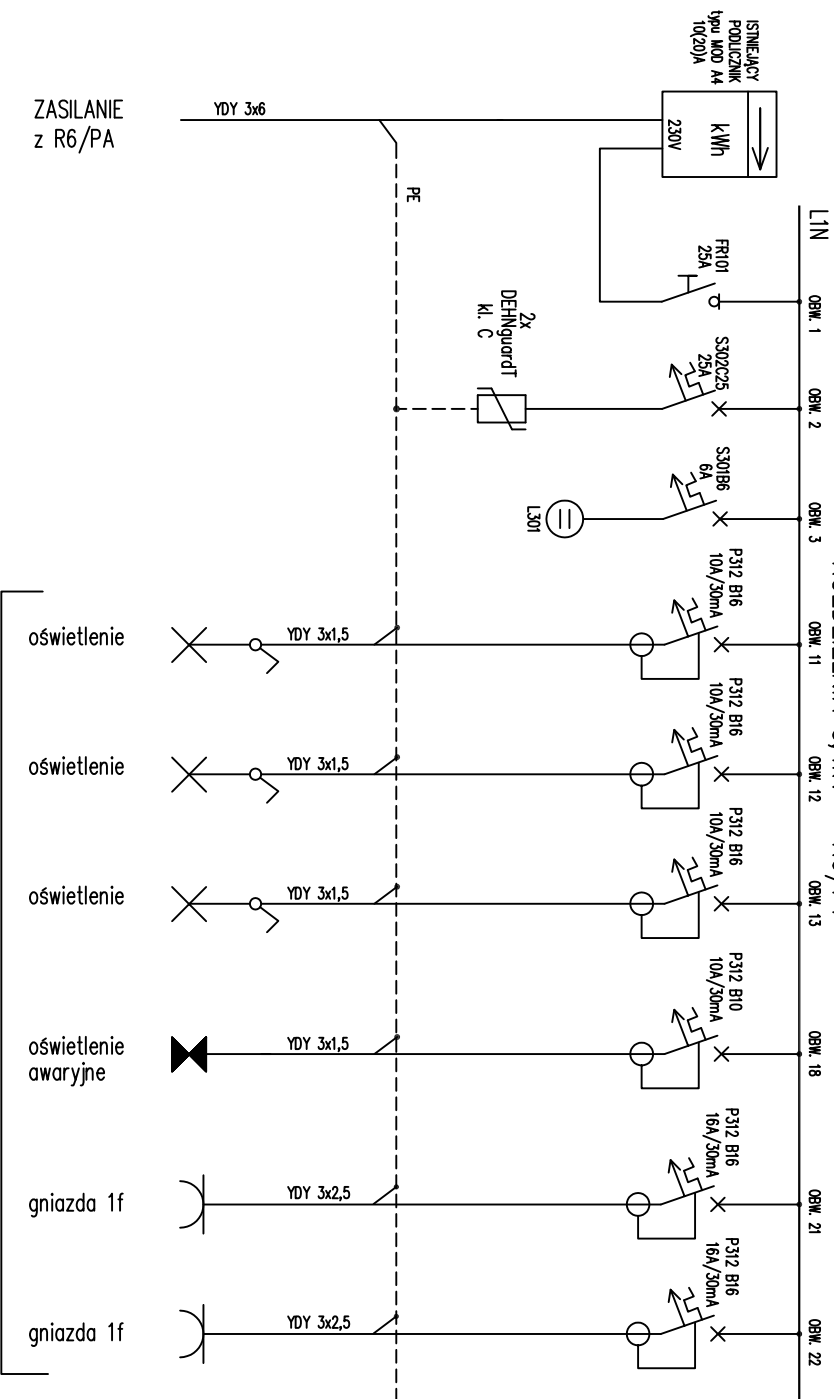 ISTNIEJĄCY
PODLICZNIK
typu MOD A4
10(20)A
kWh
230V
ZASILANIE
z R6/PA
YDY 3x6
PE
L1N
OBW. 1
FR101
25A
OBW. 2
S302C25
25A
2x
DEHNguardT
kl. C
OBW. 3
S301B6
6A
L301
OBW. 11
P312 B16
10A/30mA
YDY 3x1,5
oświetlenie
OBW. 12
P312 B16
10A/30mA
YDY 3x1,5
oświetlenie
OBW. 13
P312 B16
10A/30mA
YDY 3x1,5
oświetlenie
OBW. 18
P312 B10
10A/30mA
YDY 3x1,5
oświetlenie
awaryjne
OBW. 21
P312 B16
16A/30mA
YDY 3x2,5
gniazda 1f
OBW. 22
P312 B16
16A/30mA
YDY 3x2,5
gniazda 1f